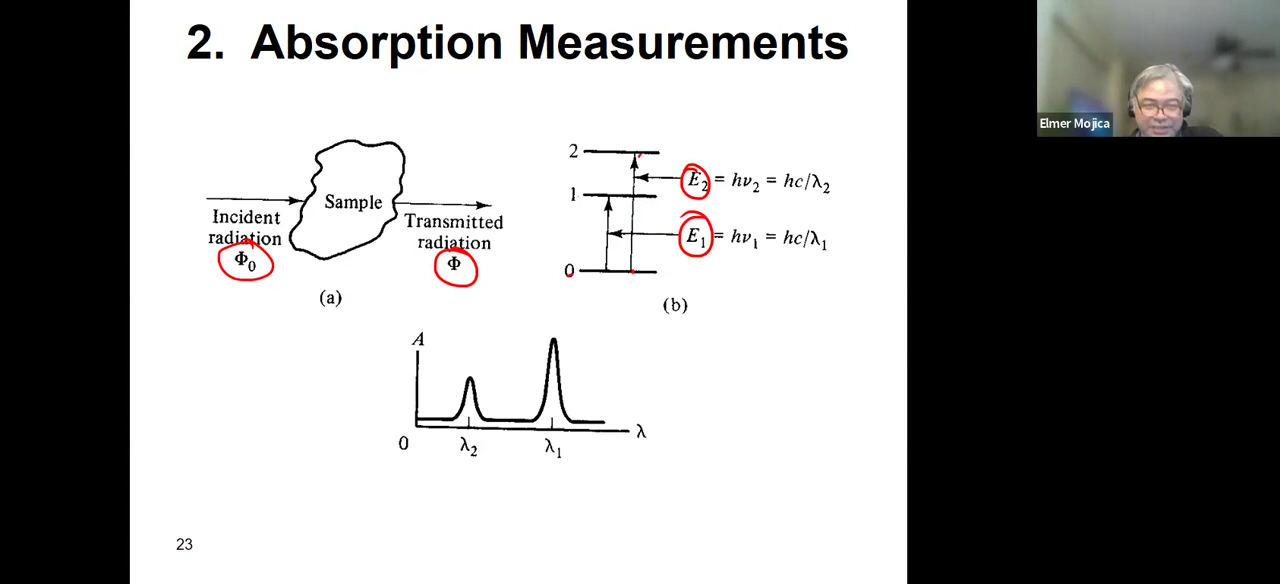 2. Absorption Measurements
Elmer Mojica
Incident
radiation
Φ₀
Sample
Transmitted
radiation
Φ
(a)
2
1
0
E₂ = hν₂ = hc/λ₂
E₁ = hν₁ = hc/λ₁
(b)
A
0
λ₂
λ₁
λ
23